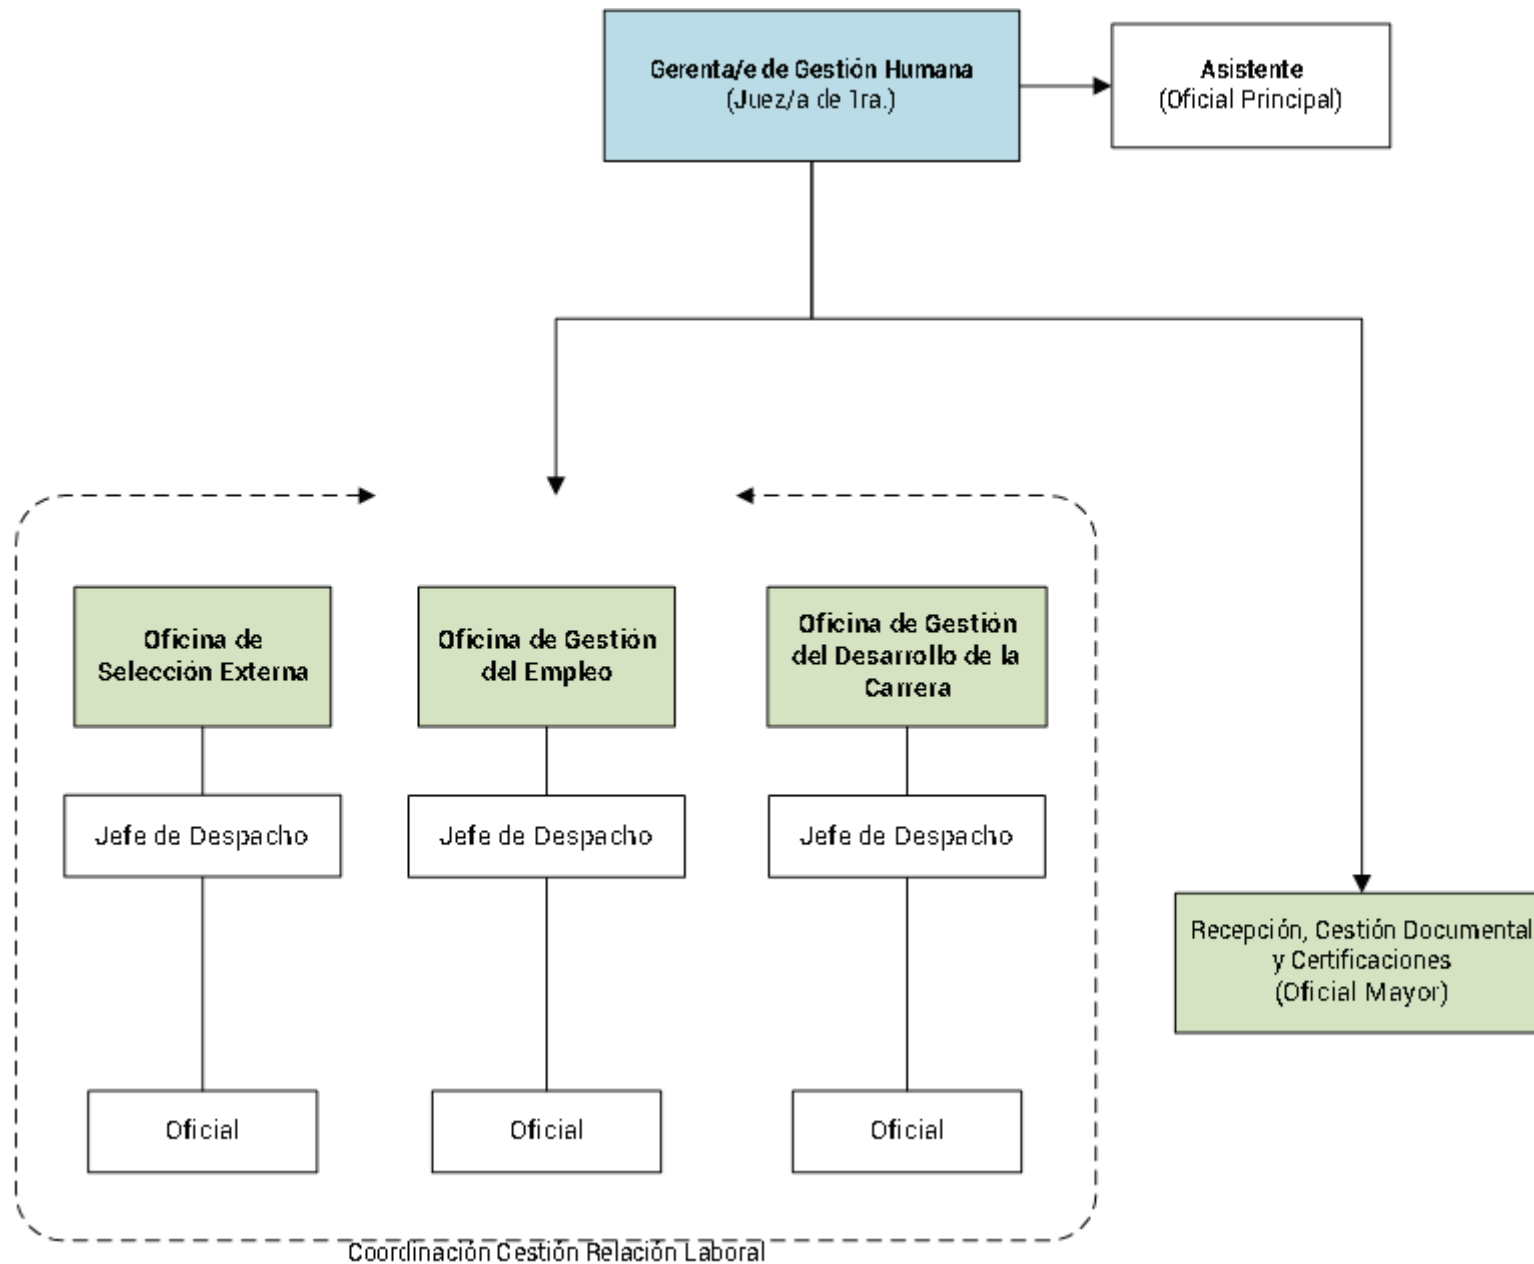 Gerenta/e de Gestión Humana
(Juez/a de 1ra.)
Asistente
(Oficial Principal)
Oficina de
Selección Externa
Oficina de Gestión
del Empleo
Oficina de Gestión
del Desarrollo de la
Carrera
Jefe de Despacho
Jefe de Despacho
Jefe de Despacho
Recepción, Gestión Documental
y Certificaciones
(Oficial Mayor)
Oficial
Oficial
Oficial
Coordinación Gestión Relación Laboral